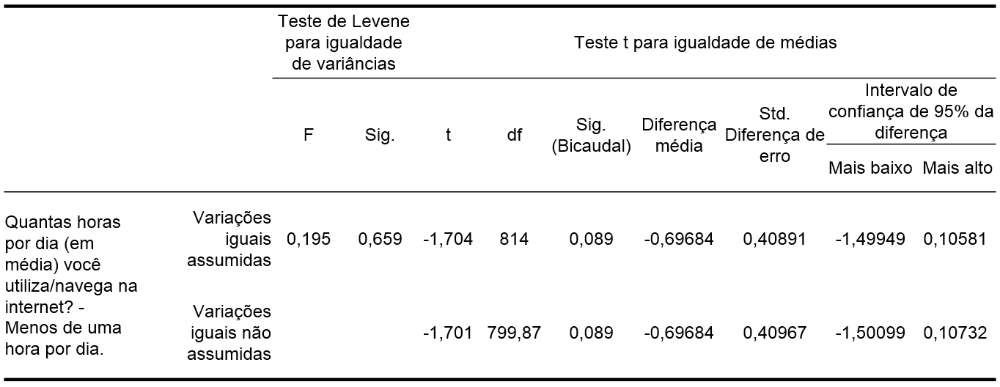 Teste de Levene
para igualdade
de variâncias
Teste t para igualdade de médias
F
Sig.
t
df
Sig.
(Bicaudal)
Diferença
média
Std.
Diferença de
erro
Intervalo de
confiança de 95% da
diferença
Mais baixo Mais alto
Quantas horas
por dia (em
média) você
utiliza/navega na
internet? -
Menos de uma
hora por dia.
Variações
iguais
assumidas
0,195 0,659 -1,704 814 0,089 -0,69684 0,40891 -1,49949 0,10581
Variações
iguais não
assumidas
-1,701 799,87 0,089 -0,69684 0,40967 -1,50099 0,10732